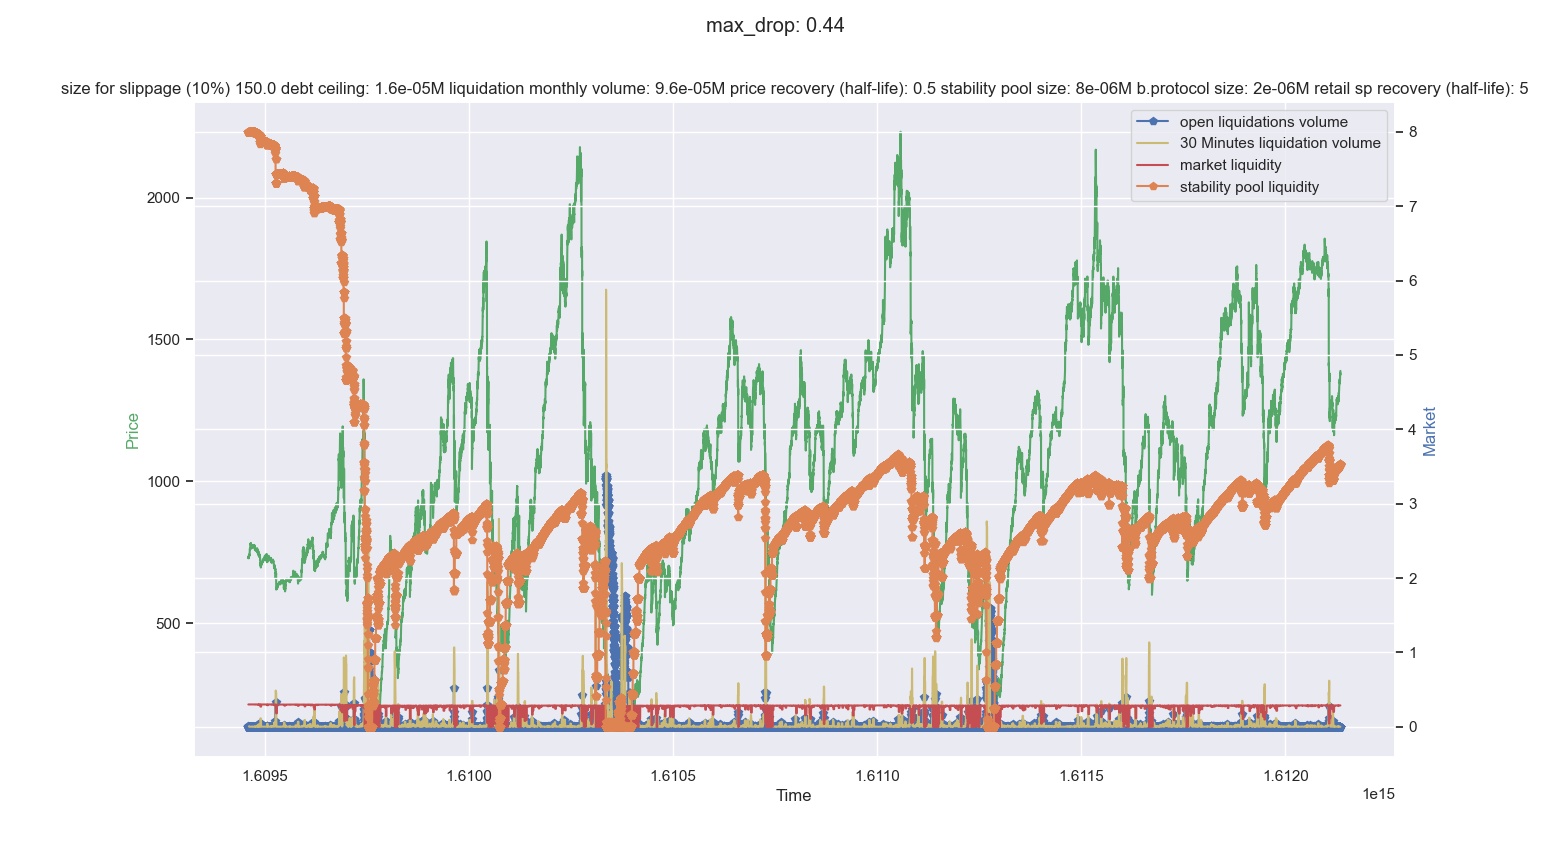 max_drop: 0.44
size for slippage (10%) 150.0 debt ceiling: 1.6e-05M liquidation monthly volume: 9.6e-05M price recovery (half-life): 0.5 stability pool size: 8e-06M b.protocol size: 2e-06M retail sp recovery (half-life): 5
open liquidations volume
30 Minutes liquidation volume
market liquidity
stability pool liquidity
2000
1500
1000
500
Price
8
7
6
5
4
3
2
1
0
Market
1.6095 1.6100 1.6105 1.6110 1.6115 1.6120
Time
1e15